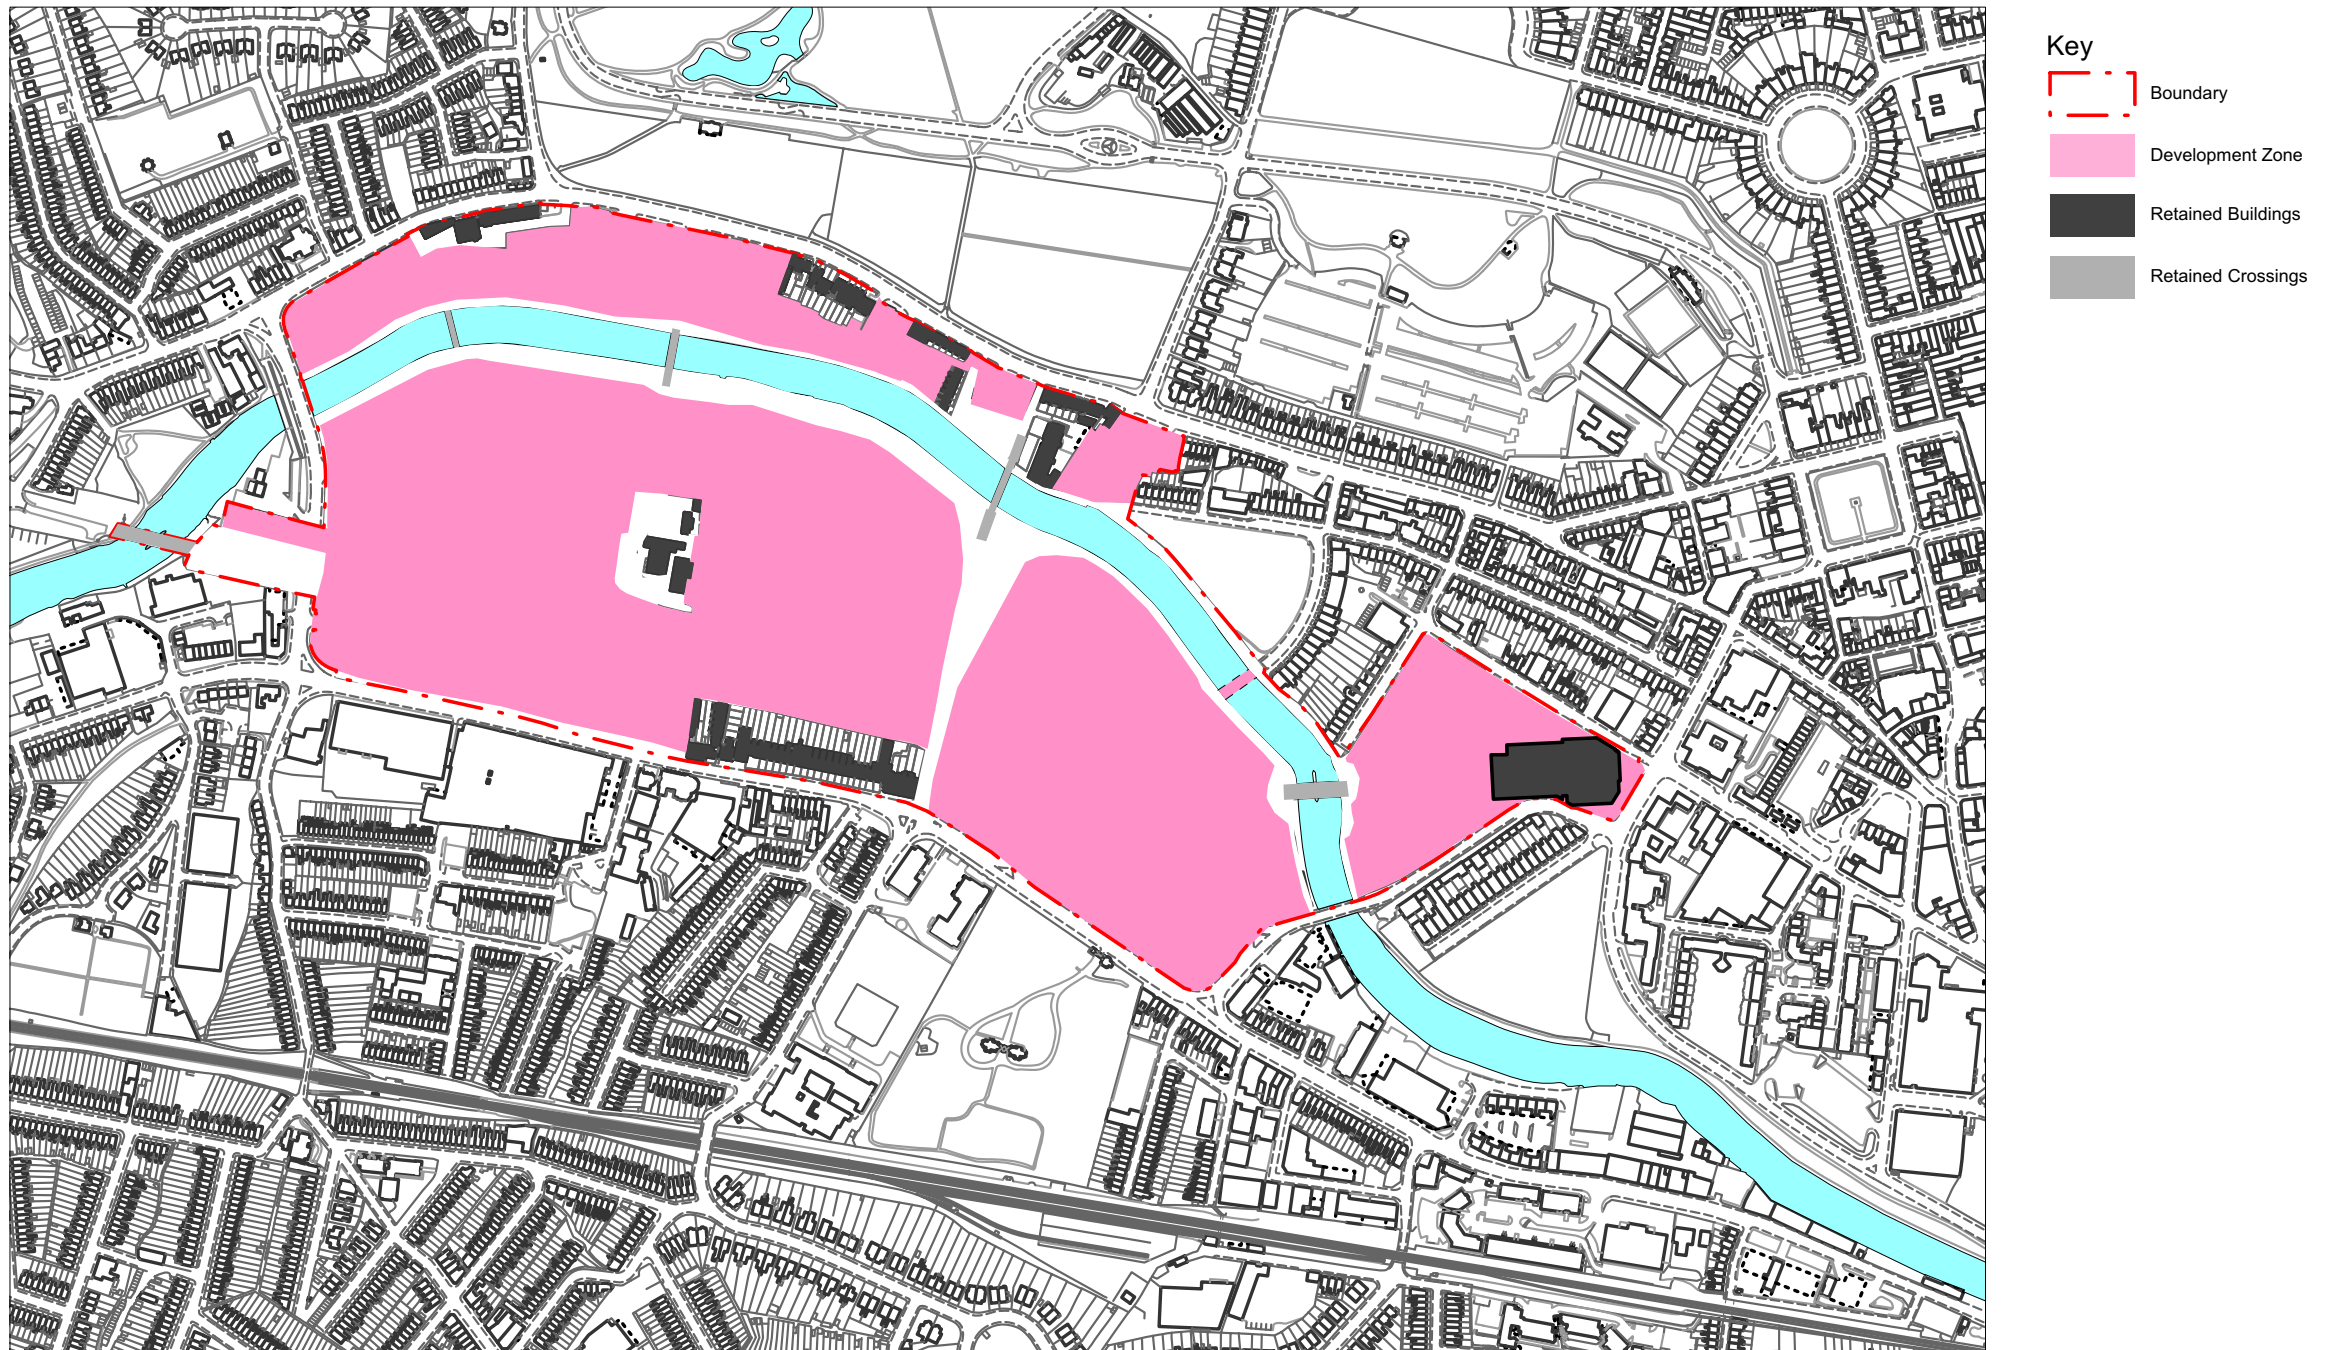 Key
Boundary
Development Zone
Retained Buildings
Retained Crossings